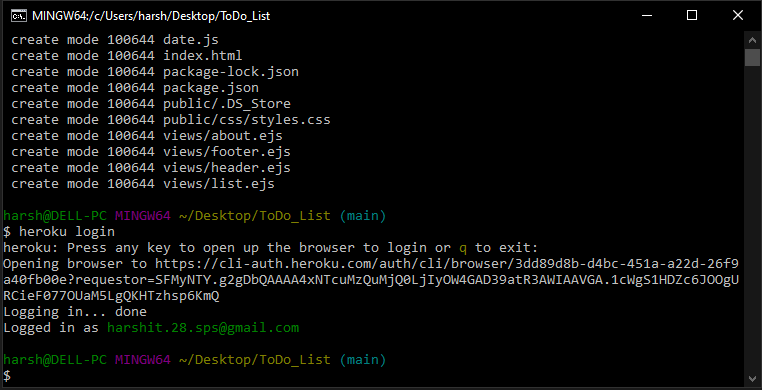 MINGW64:/c/Users/harsh/Desktop/ToDo_List
create mode 100644 date.js
create mode 100644 index.html
create mode 100644 package-lock.json
create mode 100644 package.json
create mode 100644 public/.DS_Store
create mode 100644 public/css/styles.css
create mode 100644 views/about.ejs
create mode 100644 views/footer.ejs
create mode 100644 views/header.ejs
create mode 100644 views/list.ejs
harsh@DELL-PC MINGW64 ~/Desktop/ToDo_List (main)
$ heroku login
heroku: Press any key to open up the browser to login or q to exit:
Opening browser to https://cli-auth.heroku.com/auth/cli/browser/3dd89d8b-d4bc-451a-a22d-26f9
a40fb00e?requestor=SFMyNTY.g2gDbQAAAA4xNTcuMzQuMjQ0LjIyOW4GAD39atR3AWIAAVGA.1cWgS1HDZc6JOOgU
RCieF077OUaM5LgQKHTzhsp6KmQ
Logging in... done
Logged in as harshit.28.sps@gmail.com
harsh@DELL-PC MINGW64 ~/Desktop/ToDo_List (main)
$